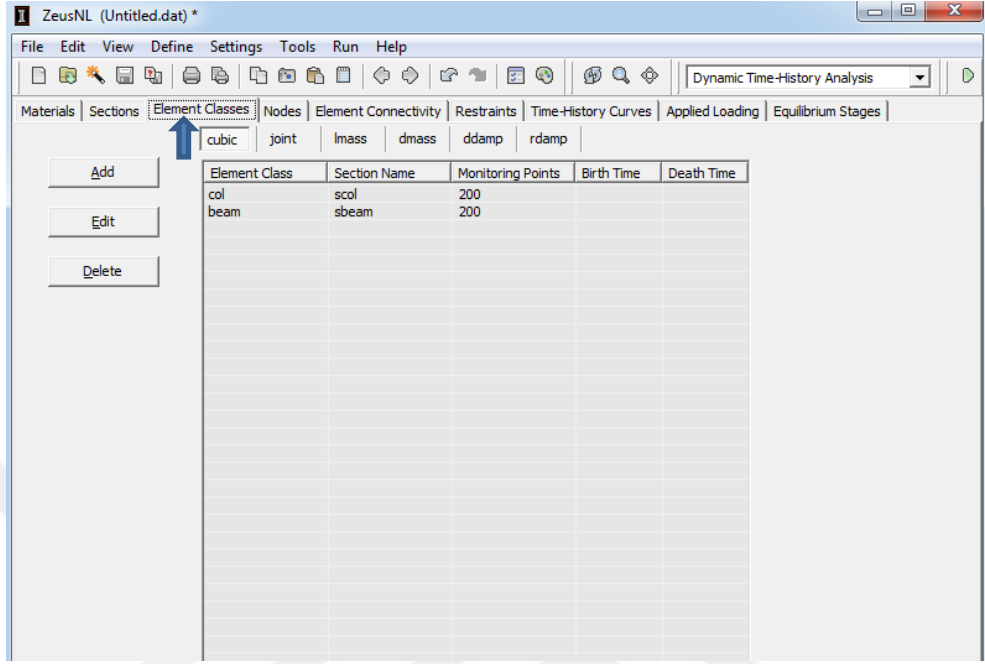 ZeusNL (Untitled.dat) *
File Edit View Define Settings Tools Run Help
Dynamic Time-History Analysis
Materials Sections Element Classes Nodes Element Connectivity Restraints Time-History Curves Applied Loading Equilibrium Stages
cubic joint lmass dmass ddamp rdamp
Add
Edit
Delete
Element Class Section Name Monitoring Points Birth Time Death Time
col scol 200
beam sbeam 200